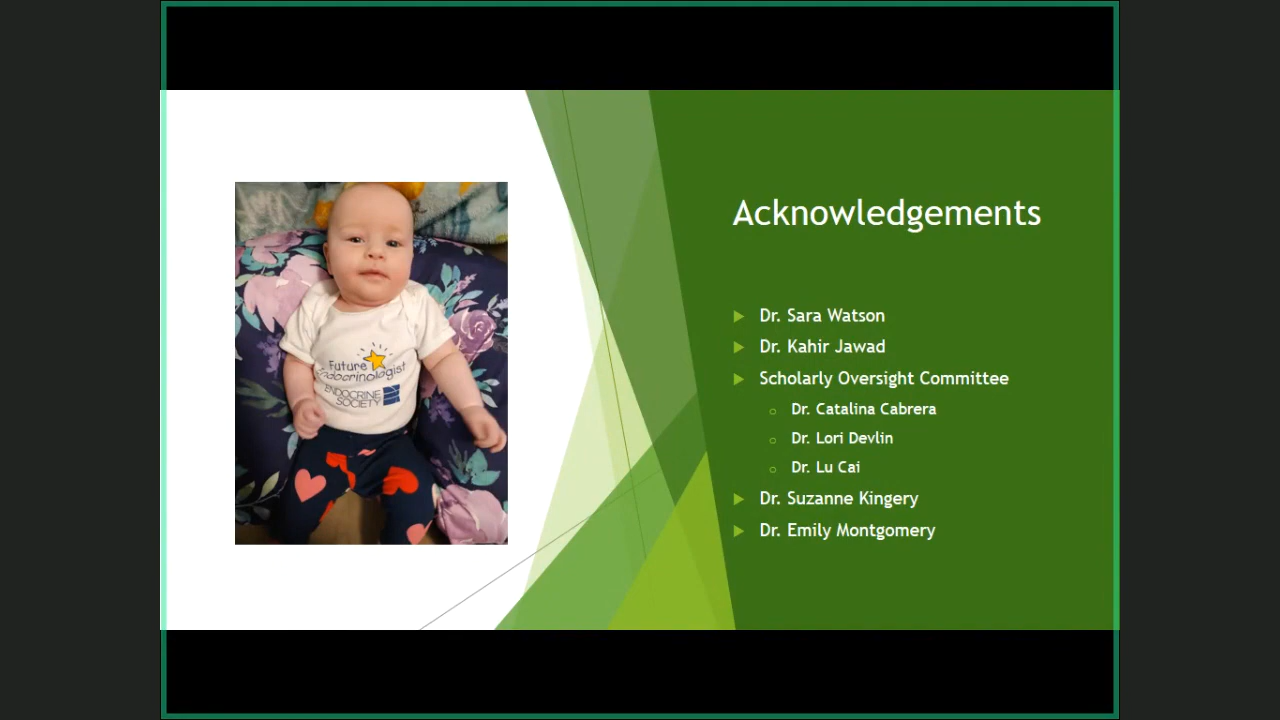 Acknowledgements
Dr. Sara Watson
Dr. Kahir Jawad
Scholarly Oversight Committee
Dr. Catalina Cabrera
Dr. Lori Devlin
Dr. Lu Cai
Dr. Suzanne Kingery
Dr. Emily Montgomery
Future
Endocrinologist
ENDOCRINE
SOCIETY